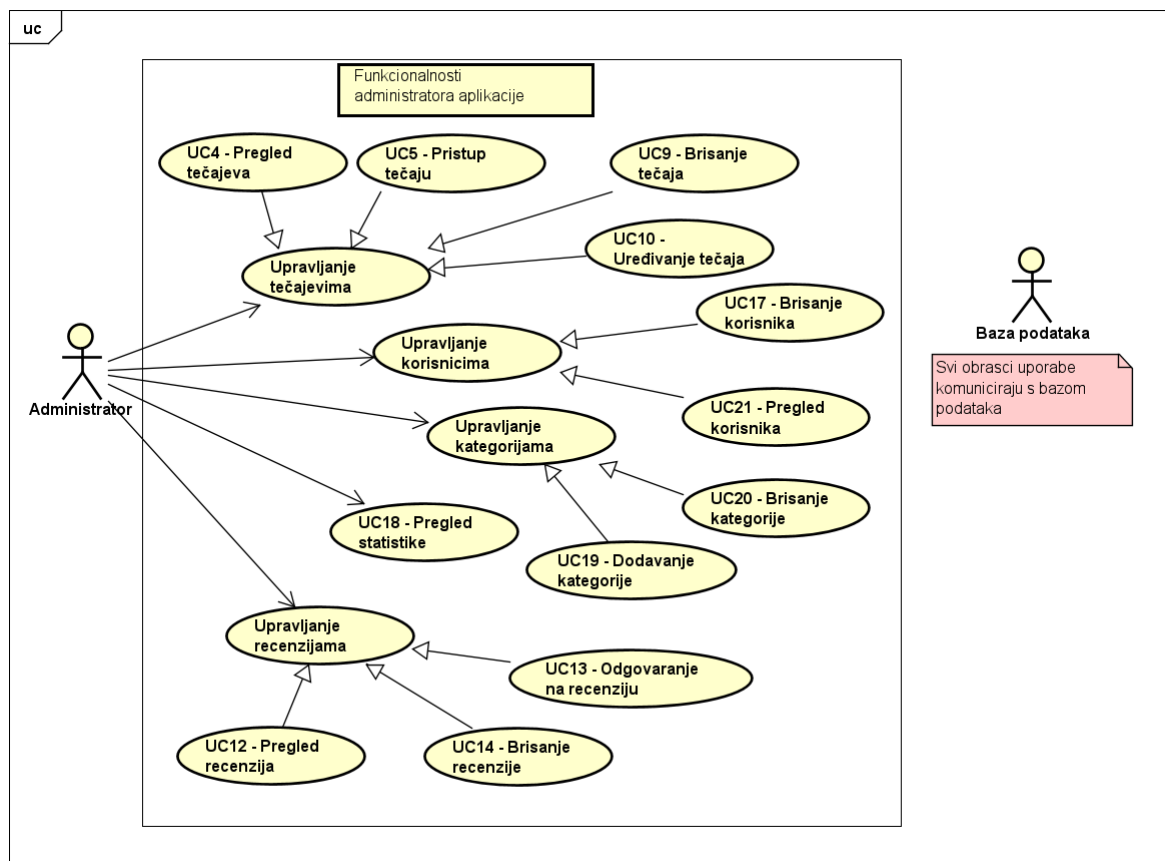 uc
Funkcionalnosti
administratora aplikacije
UC4 - Pregled
tečajeva
UC5 - Pristup
tečaju
UC9 - Brisanje
tečaja
UC10 -
Uređivanje tečaja
Upravljanje
tečajevima
UC17 - Brisanje
korisnika
Upravljanje
korisnicima
Baza podataka
Svi obrasci uporabe
komuniciraju s bazom
podataka
Administrator
UC21 - Pregled
korisnika
Upravljanje
kategorijama
UC20 - Brisanje
kategorije
UC18 - Pregled
statistike
UC19 - Dodavanje
kategorije
Upravljanje
recenzijama
UC13 - Odgovaranje
na recenziju
UC12 - Pregled
recenzija
UC14 - Brisanje
recenzije